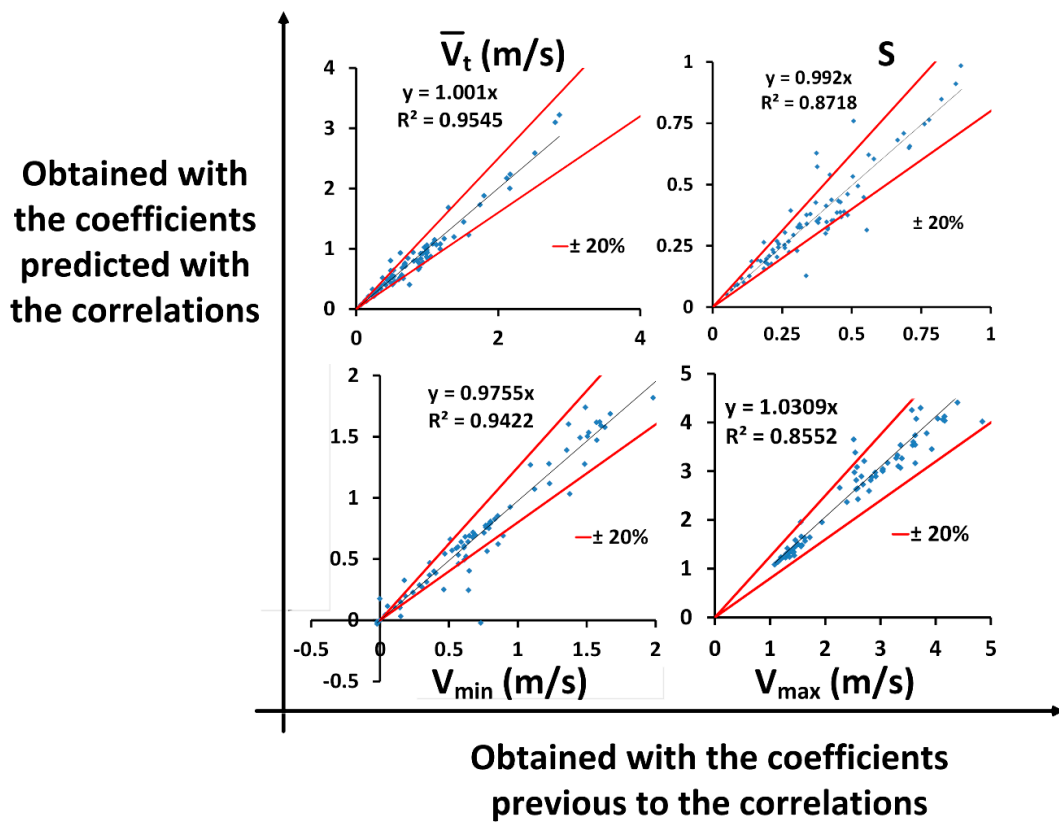 V̅t (m/s)
4
3
2
1
0
0
2
4
y = 1.001x
R² = 0.9545
± 20%
S
1
0.75
0.5
0.25
0
0
0.25
0.5
0.75
1
y = 0.992x
R² = 0.8718
± 20%
Obtained with
the coefficients
predicted with
the correlations
2
1.5
1
0.5
0
-0.5
-0.5
0
0.5
1
1.5
2
y = 0.9755x
R² = 0.9422
± 20%
Vmin (m/s)
5
4
3
2
1
0
0
1
2
3
4
5
y = 1.0309x
R² = 0.8552
± 20%
Vmax (m/s)
Obtained with the coefficients
previous to the correlations